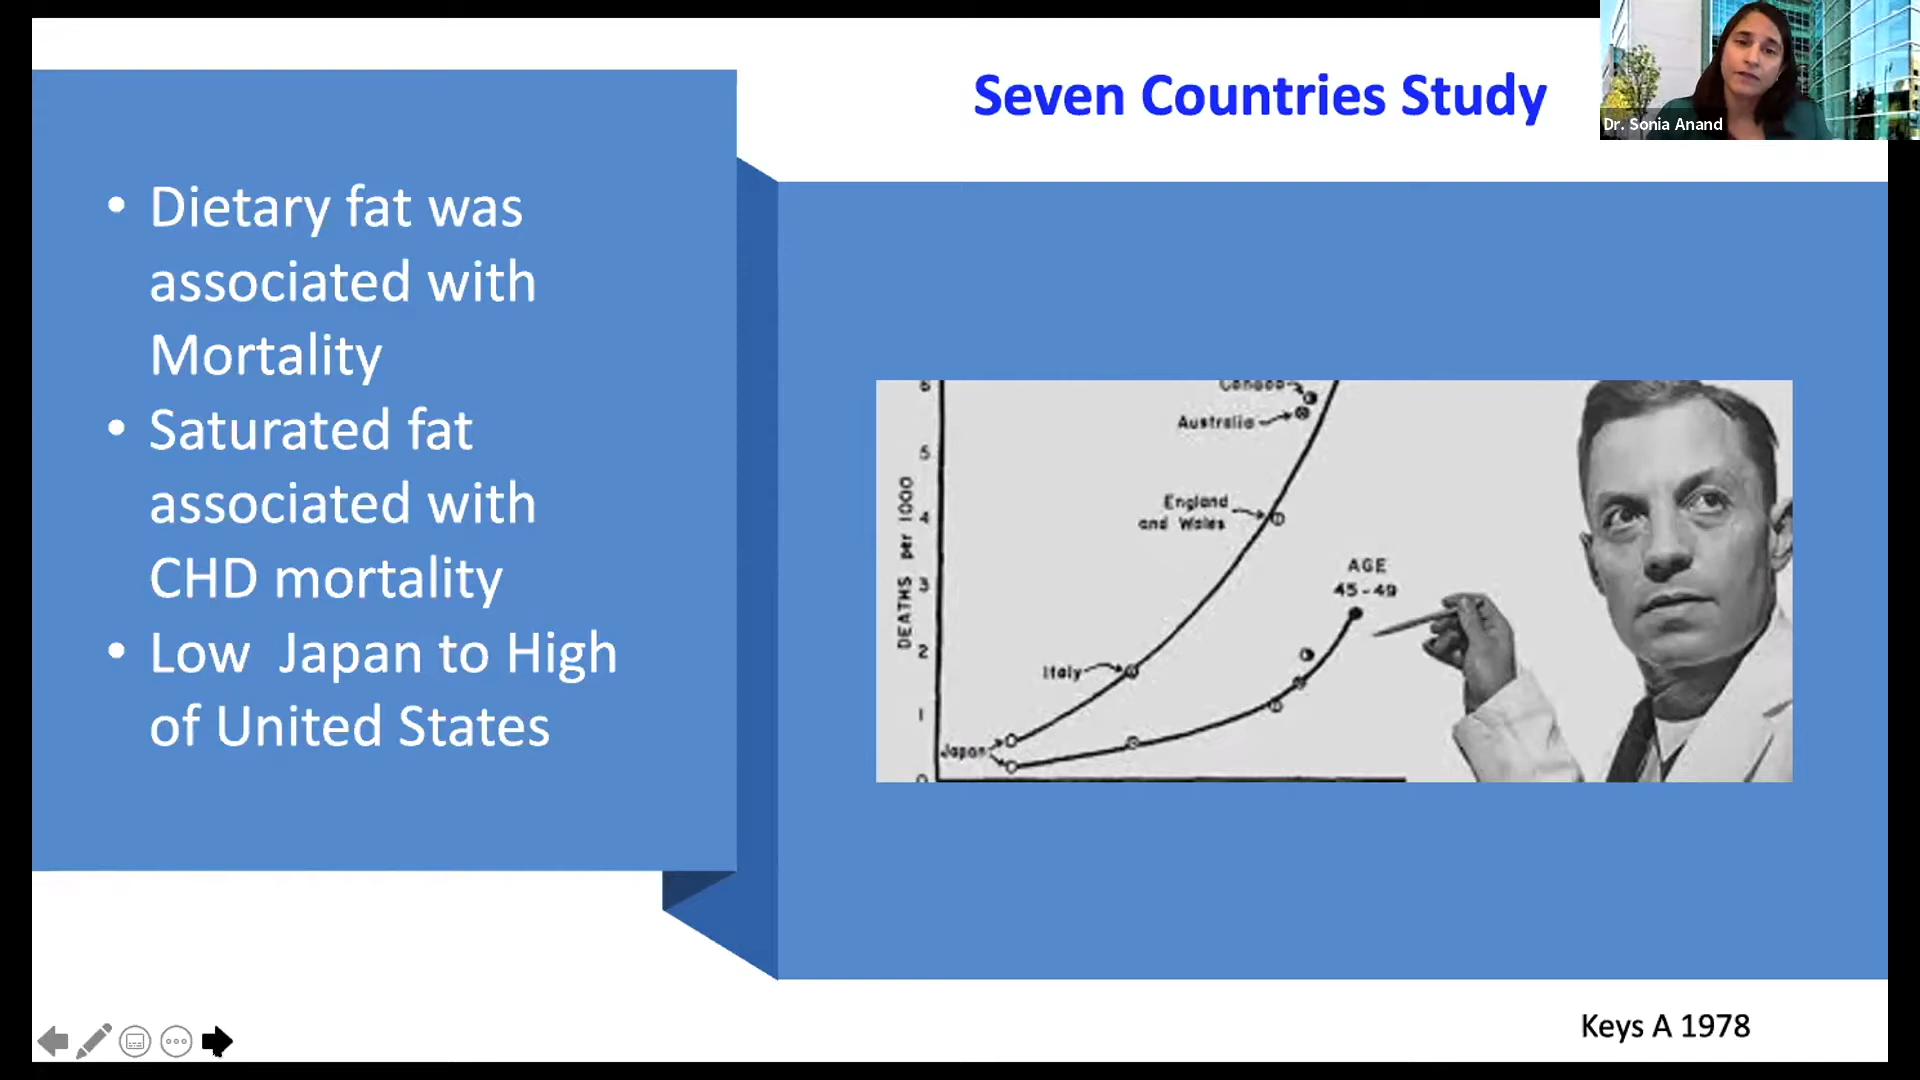 Seven Countries Study
Dr. Sonia Anand
• Dietary fat was
associated with
Mortality
• Saturated fat
associated with
CHD mortality
• Low Japan to High
of United States
6
5
4
3
2
1
0
DEATHS per 1000
Canada
Australia
England
and Wales
AGE
45-49
Italy
Japan
Keys A 1978